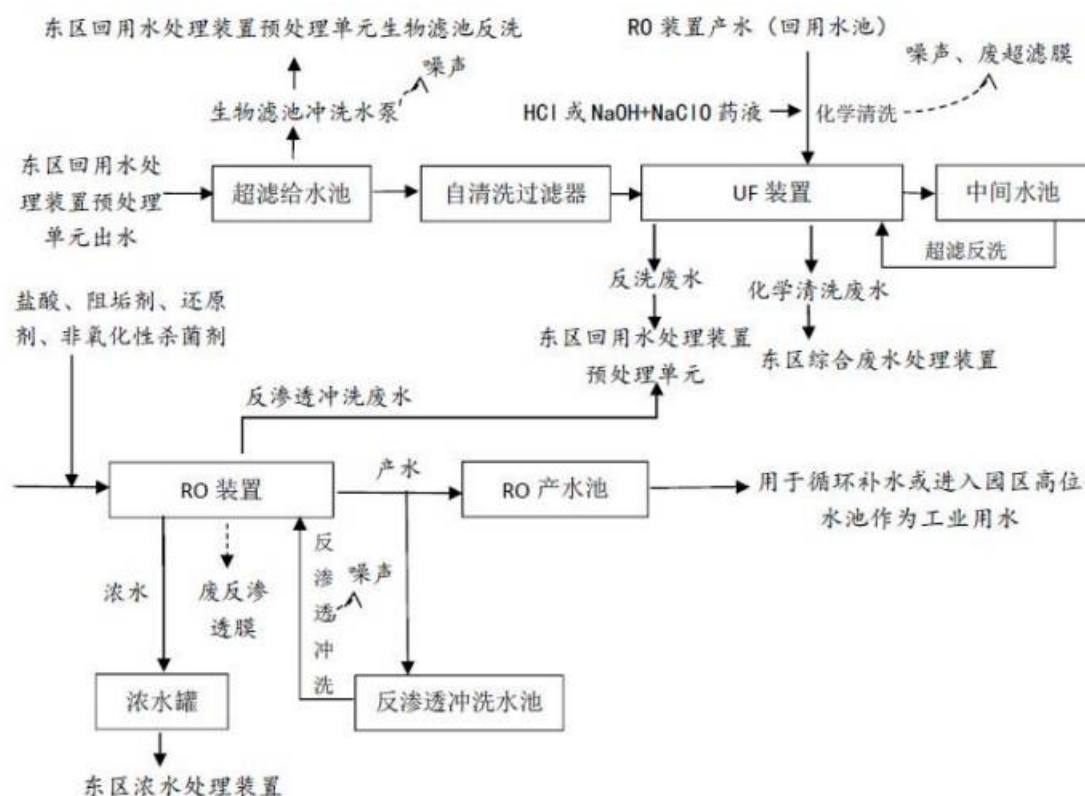 东区回用水处理装置预处理单元生物滤池反洗
噪声
生物滤池冲洗水泵
RO 装置产水（回用水池）
噪声、废超滤膜
HCl 或 NaOH+NaClO 药液
化学清洗
东区回用水处
理装置预处理
单元出水
超滤给水池
自清洗过滤器
UF 装置
中间水池
超滤反洗
反洗废水
化学清洗废水
东区回用水处理装置
预处理单元
东区综合废水处理装置
盐酸、阻垢剂、还原
剂、非氧化性杀菌剂
反渗透冲洗废水
RO 装置
产水
RO 产水池
用于循环补水或进入园区高位
水池作为工业用水
浓水
废反渗
透膜
反渗透冲洗
噪声
浓水罐
反渗透冲洗水池
东区浓水处理装置